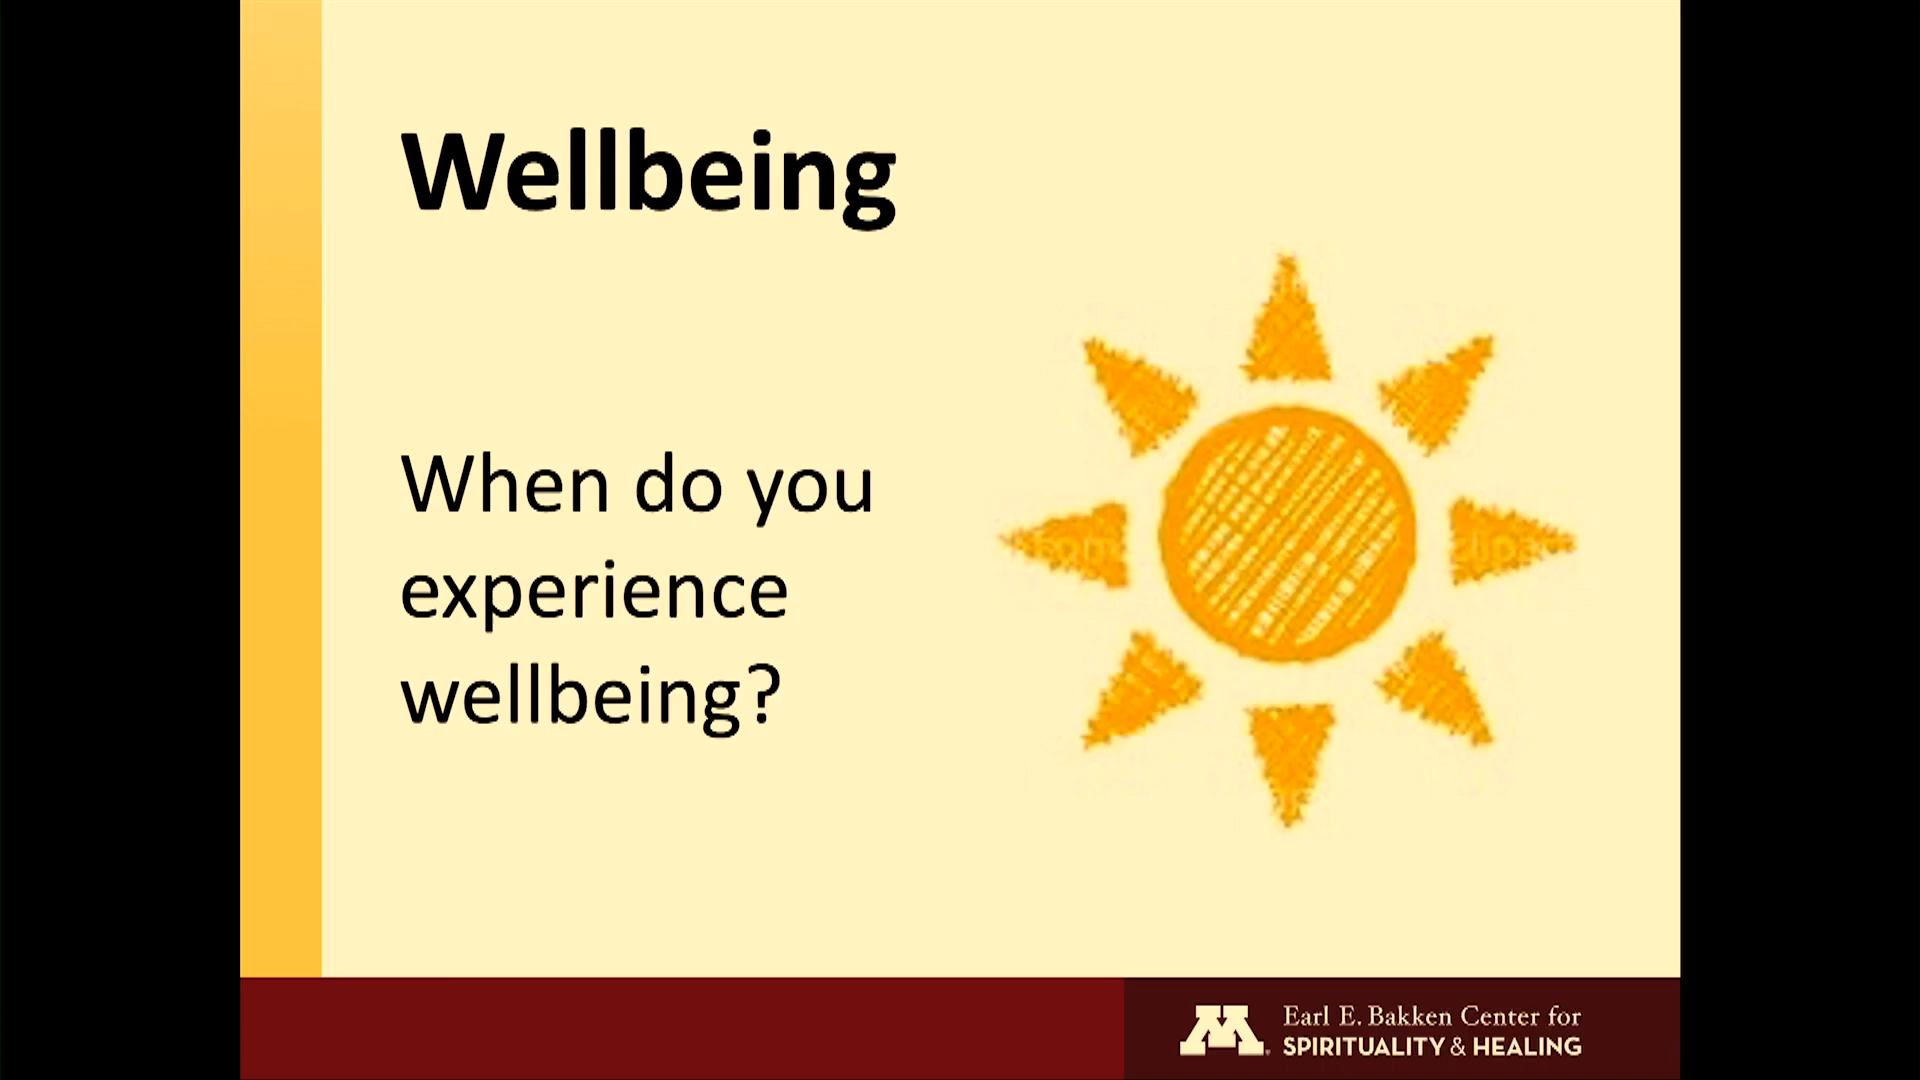 Wellbeing
When do you
experience
wellbeing?
M
Earl E. Bakken Center for
SPIRITUALITY & HEALING